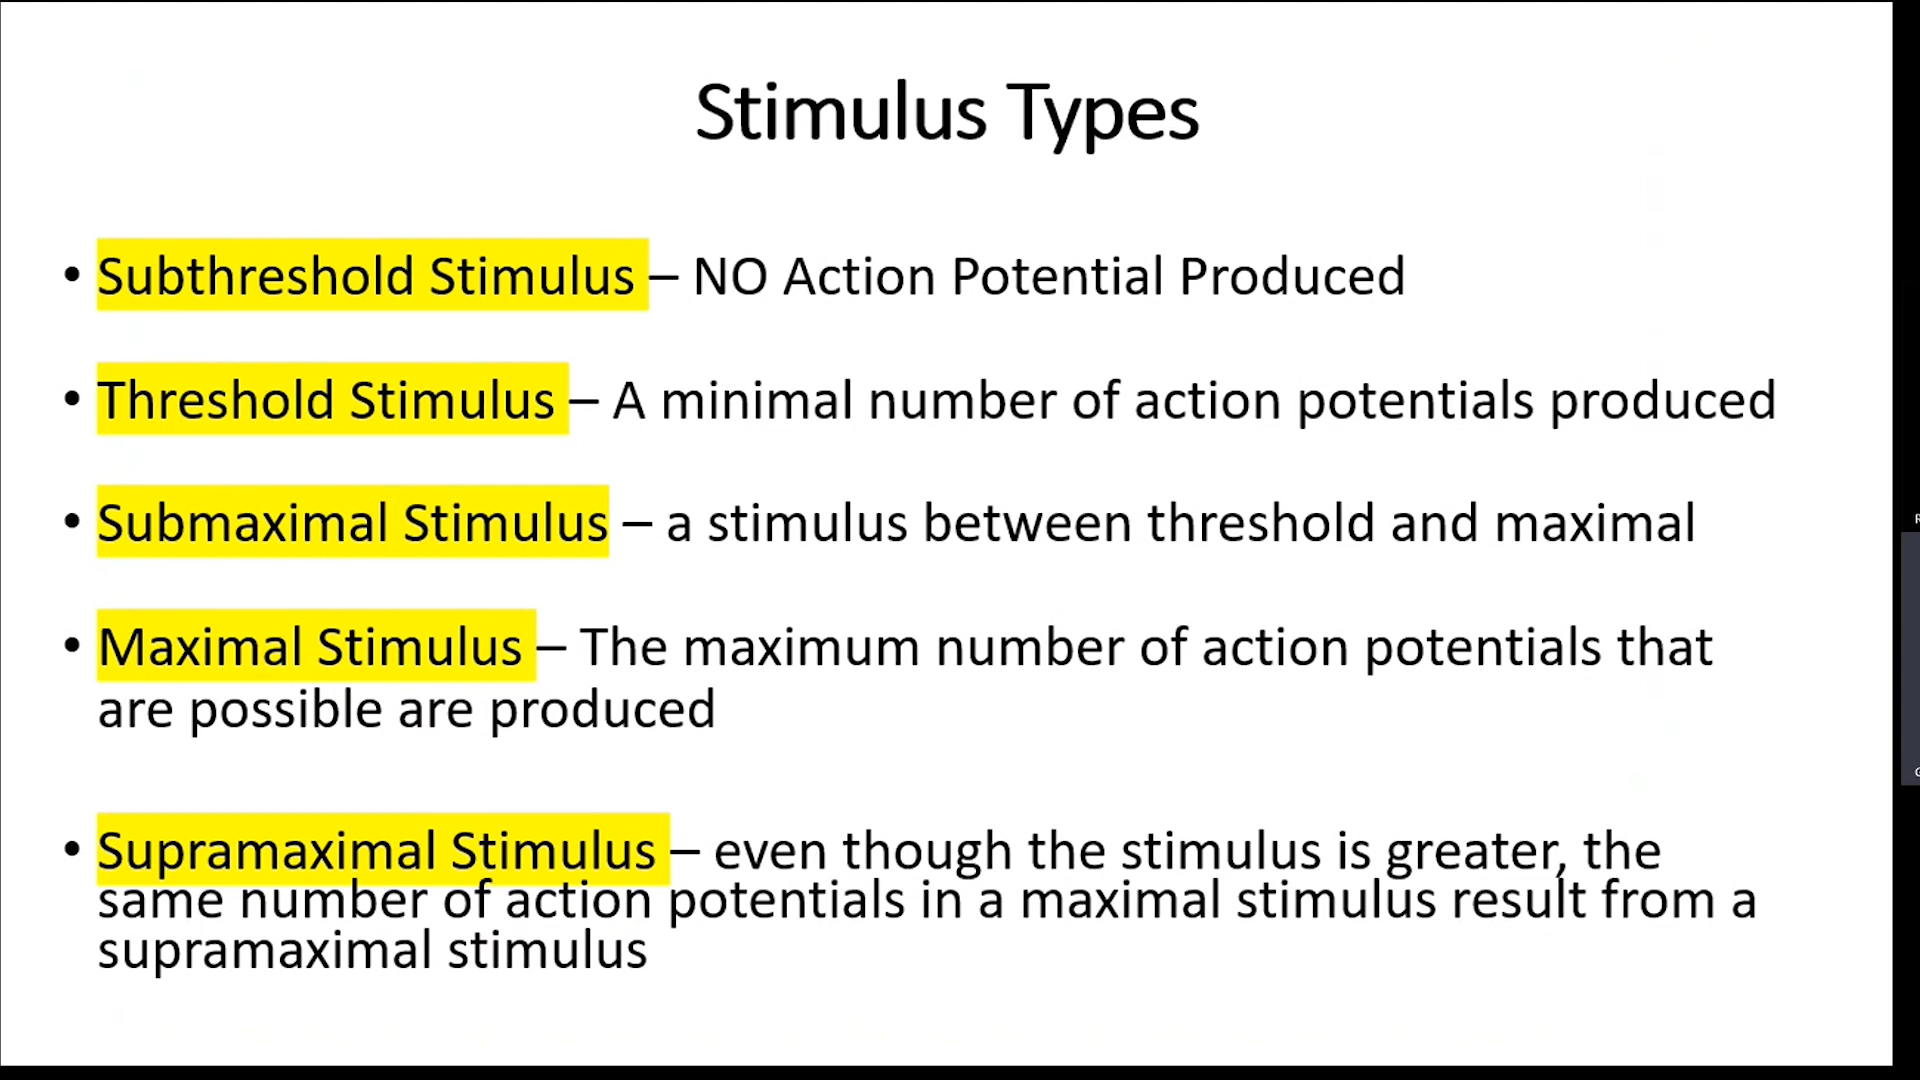 Stimulus Types
• Subthreshold Stimulus – NO Action Potential Produced
• Threshold Stimulus – A minimal number of action potentials produced
• Submaximal Stimulus – a stimulus between threshold and maximal
• Maximal Stimulus – The maximum number of action potentials that
are possible are produced
• Supramaximal Stimulus – even though the stimulus is greater, the
same number of action potentials in a maximal stimulus result from a
supramaximal stimulus